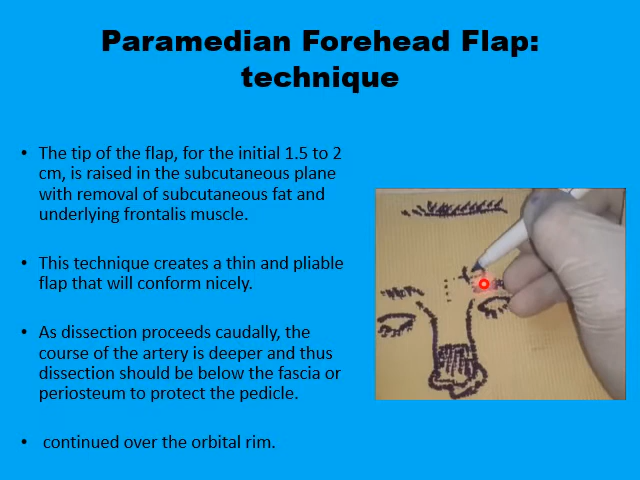 Paramedian Forehead Flap:
technique
• The tip of the flap, for the initial 1.5 to 2
cm, is raised in the subcutaneous plane
with removal of subcutaneous fat and
underlying frontalis muscle.
• This technique creates a thin and pliable
flap that will conform nicely.
• As dissection proceeds caudally, the
course of the artery is deeper and thus
dissection should be below the fascia or
periosteum to protect the pedicle.
• continued over the orbital rim.